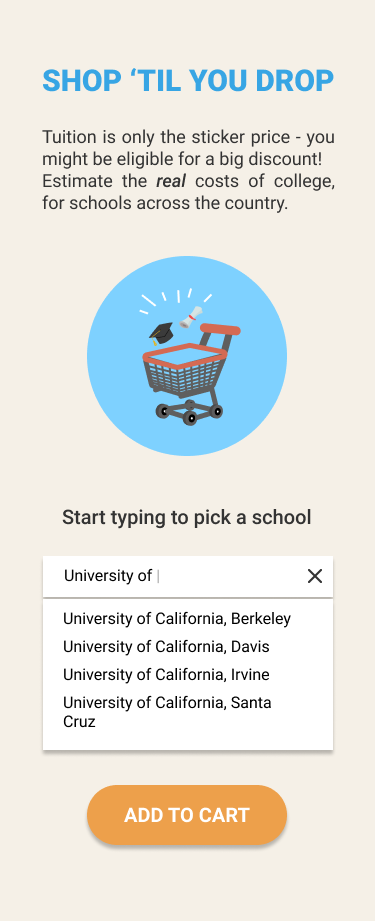 SHOP ‘TIL YOU DROP
Tuition is only the sticker price - you
might be eligible for a big discount!
Estimate the real costs of college,
for schools across the country.
Start typing to pick a school
University of
University of California, Berkeley
University of California, Davis
University of California, Irvine
University of California, Santa
Cruz
ADD TO CART